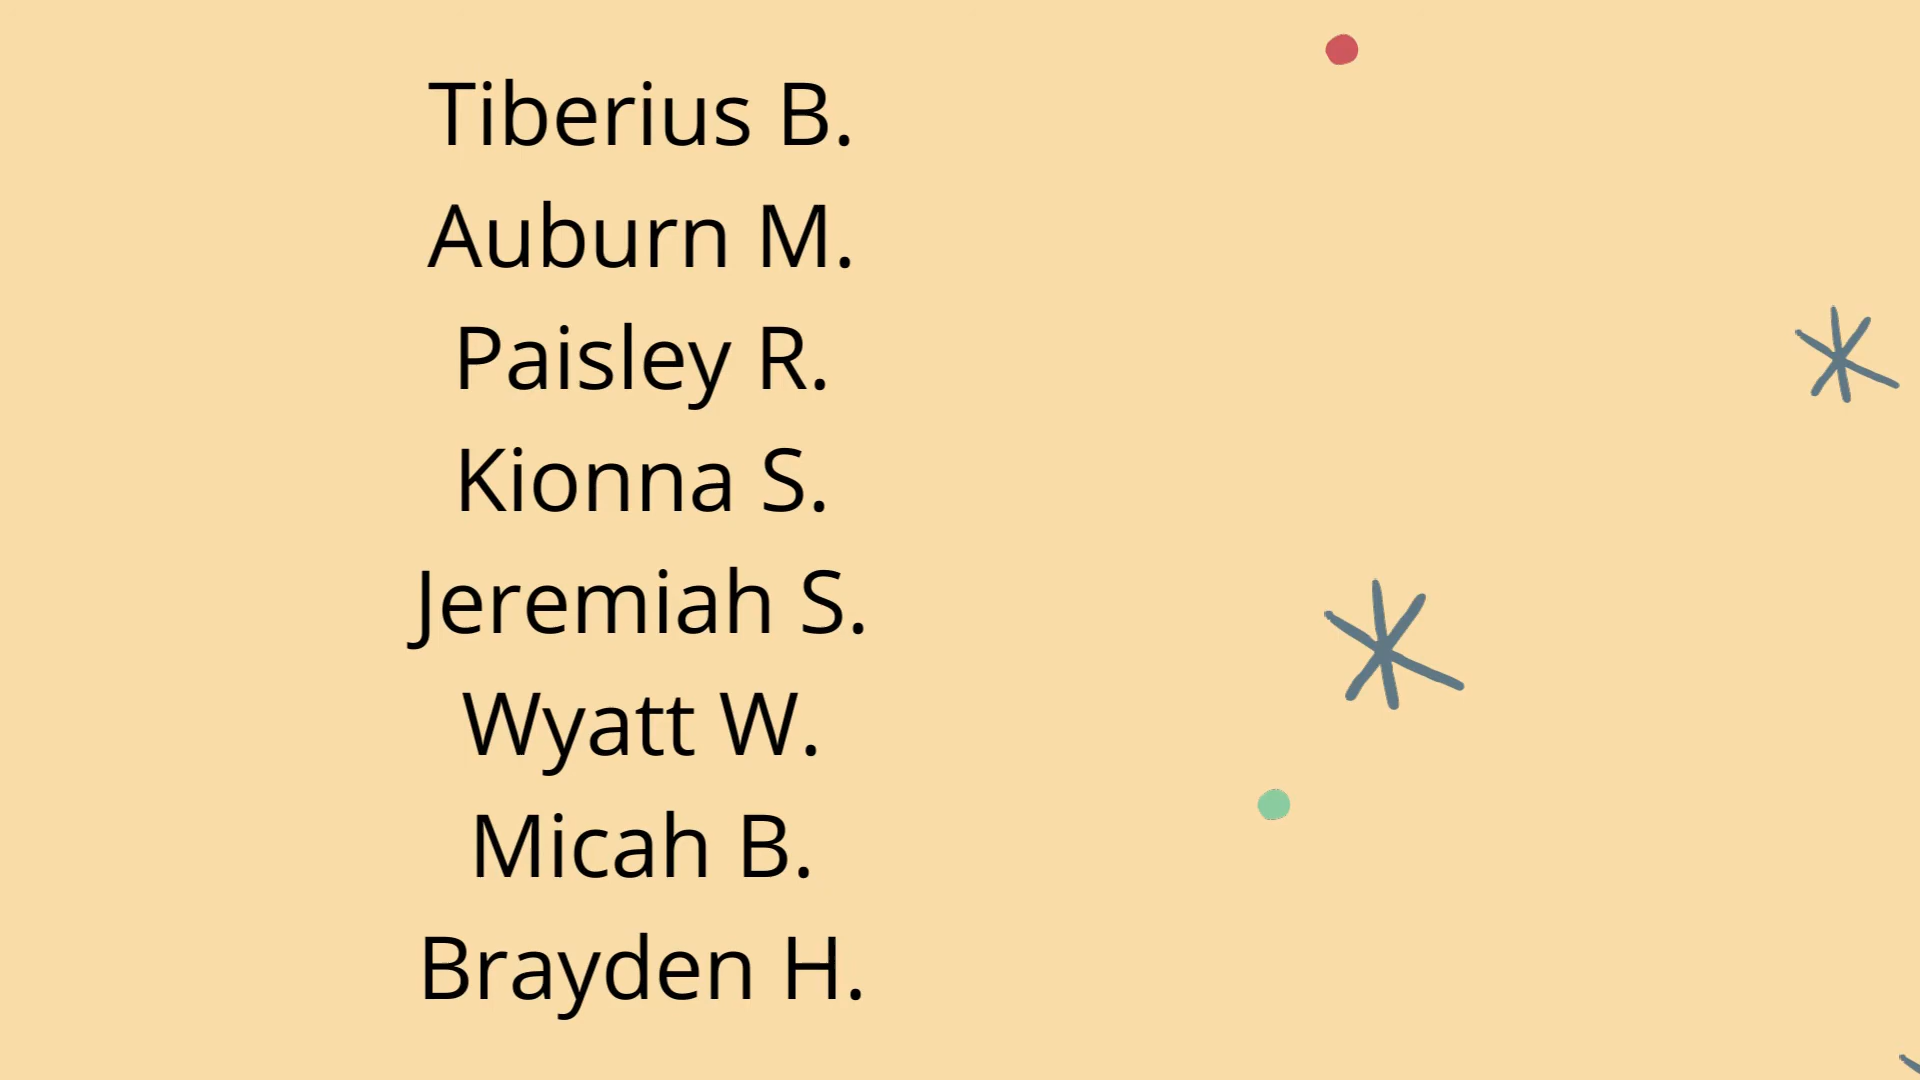 Tiberius B.
Auburn M.
Paisley R.
Kionna S.
Jeremiah S.
Wyatt W.
Micah B.
Brayden H.